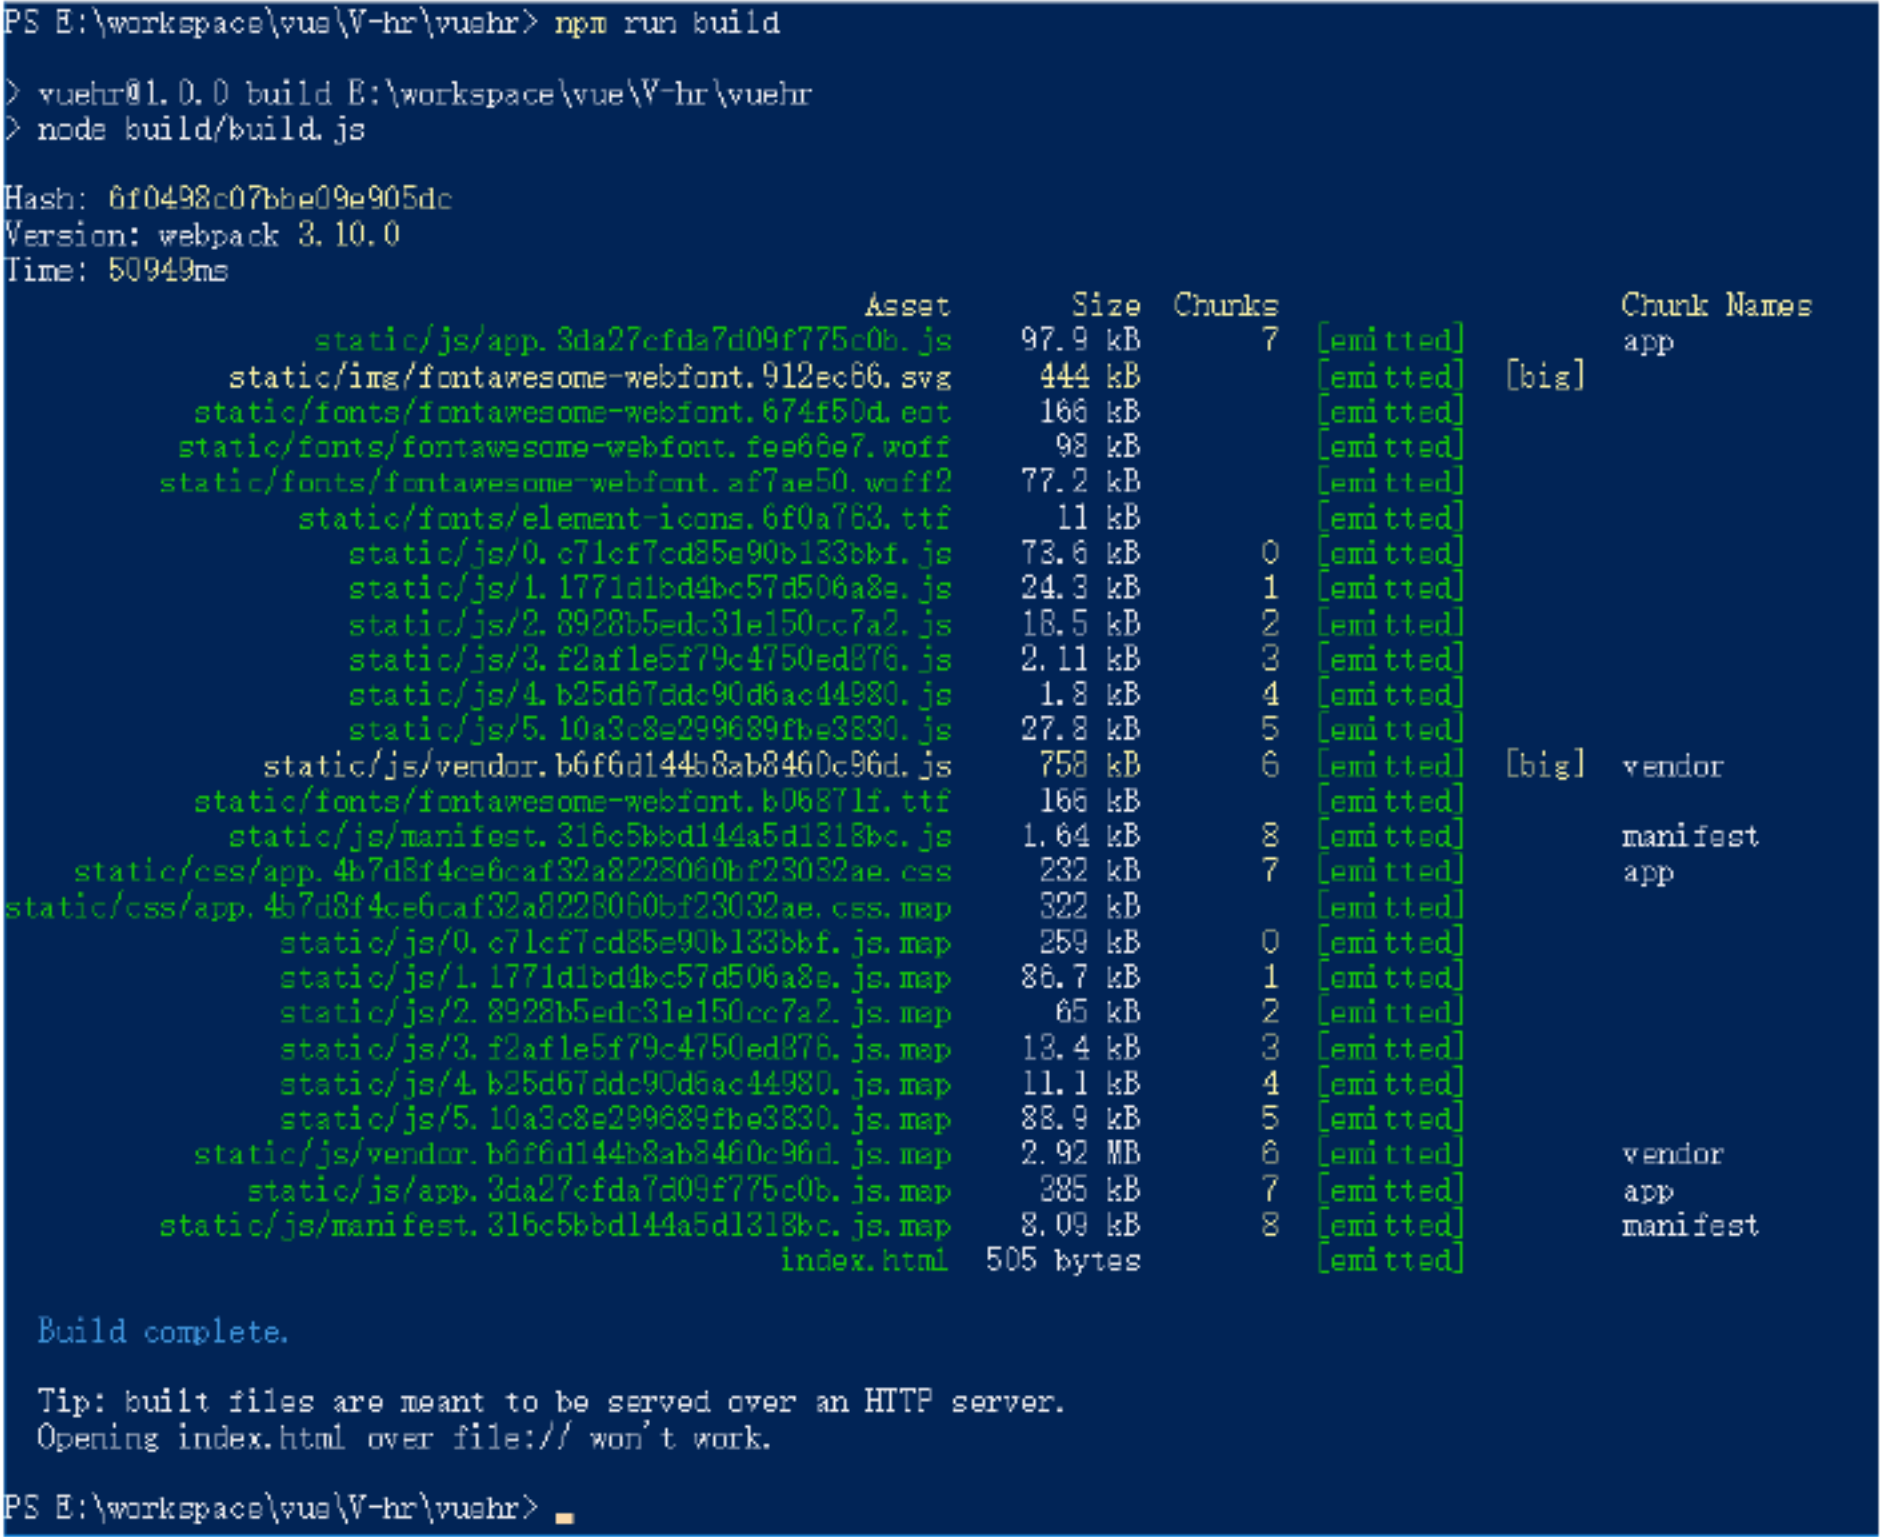 PS E:\workspace\vue\V-hr\vuehr> npm run build
> vuehr@1.0.0 build E:\workspace\vue\V-hr\vuehr
> node build/build.js
Hash: 6f0498c07bbe09e905dc
Version: webpack 3.10.0
Time: 50949ms
Asset Size Chunks Chunk Names
static/js/app.3da27cfda7d09f775c0b.js 97.9 kB 7 [emitted] app
static/img/fontawesome-webfont.912ec66.svg 444 kB [emitted] [big]
static/fonts/fontawesome-webfont.674f50d.eot 166 kB [emitted]
static/fonts/fontawesome-webfont.fee66e7.woff 98 kB [emitted]
static/fonts/fontawesome-webfont.af7ae50.woff2 77.2 kB [emitted]
static/fonts/element-icons.6f0a763.ttf 11 kB [emitted]
static/js/0.c71cf7cd85e90b133bbf.js 73.6 kB 0 [emitted]
static/js/1.1771d1bd4bc57d506a8e.js 24.3 kB 1 [emitted]
static/js/2.8928b5edc31e150cc7a2.js 18.5 kB 2 [emitted]
static/js/3.f2af1e5f79c4750ed876.js 2.11 kB 3 [emitted]
static/js/4.b25d67ddc90d6ac44980.js 1.8 kB 4 [emitted]
static/js/5.10a3c8e299689fbe3830.js 27.8 kB 5 [emitted]
static/js/vendor.b6f6d144b8ab8460c96d.js 758 kB 6 [emitted] [big] vendor
static/fonts/fontawesome-webfont.b06871f.ttf 166 kB [emitted]
static/js/manifest.316c5bbd144a5d1318bc.js 1.64 kB 8 [emitted] manifest
static/css/app.4b7d8f4ce6caf32a8228060bf23032ae.css 232 kB 7 [emitted] app
static/css/app.4b7d8f4ce6caf32a8228060bf23032ae.css.map 322 kB [emitted]
static/js/0.c71cf7cd85e90b133bbf.js.map 259 kB 0 [emitted]
static/js/1.1771d1bd4bc57d506a8e.js.map 86.7 kB 1 [emitted]
static/js/2.8928b5edc31e150cc7a2.js.map 65 kB 2 [emitted]
static/js/3.f2af1e5f79c4750ed876.js.map 13.4 kB 3 [emitted]
static/js/4.b25d67ddc90d6ac44980.js.map 11.1 kB 4 [emitted]
static/js/5.10a3c8e299689fbe3830.js.map 88.9 kB 5 [emitted]
static/js/vendor.b6f6d144b8ab8460c96d.js.map 2.92 MB 6 [emitted] vendor
static/js/app.3da27cfda7d09f775c0b.js.map 385 kB 7 [emitted] app
static/js/manifest.316c5bbd144a5d1318bc.js.map 8.09 kB 8 [emitted] manifest
index.html 505 bytes [emitted]
Build complete.
Tip: built files are meant to be served over an HTTP server.
Opening index.html over file:// won't work.
PS E:\workspace\vue\V-hr\vuehr>